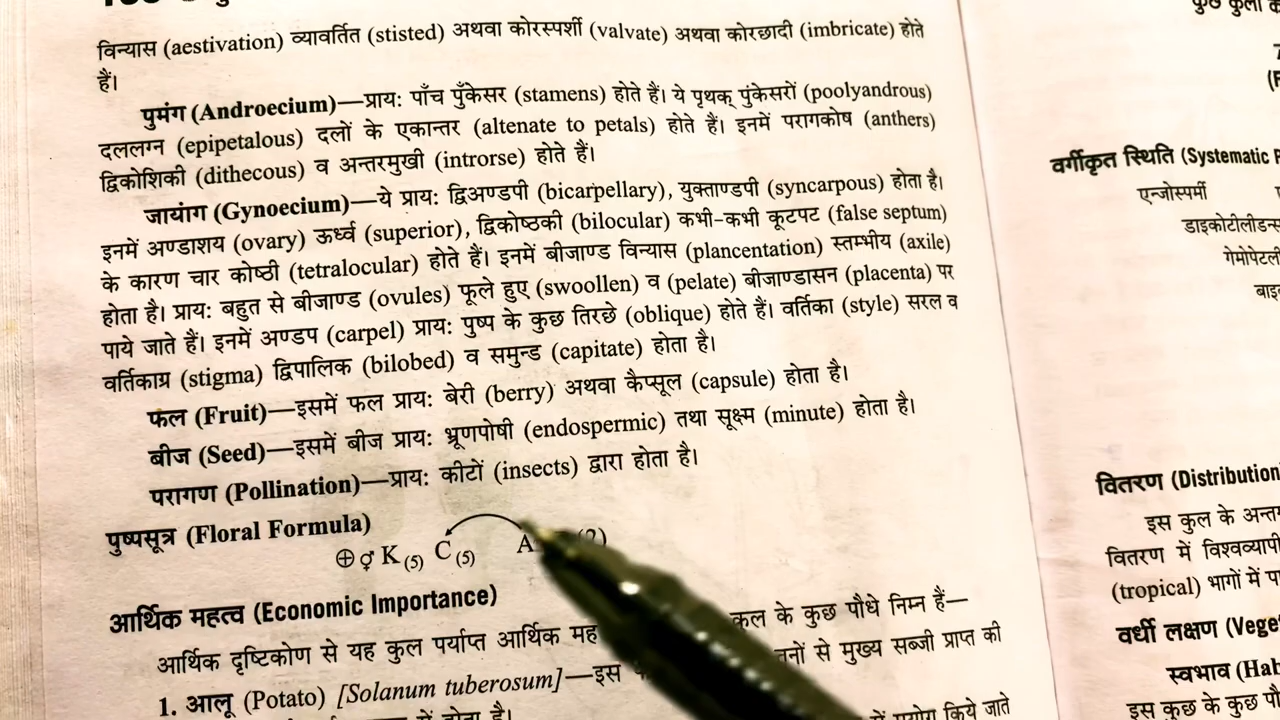 विन्यास (aestivation) व्यावर्तित (stisted) अथवा कोरस्पर्शी (valvate) अथवा कोरछादी (imbricate) होते
हैं।
पुमंग (Androecium)—प्राय: पाँच पुँकेसर (stamens) होते हैं। ये पृथक् पुंकेसरों (poolyandrous)
दललग्न (epipetalous) दलों के एकान्तर (altenate to petals) होते हैं। इनमें परागकोष (anthers)
द्विकोशिकी (dithecous) व अन्तरमुखी (introrse) होते हैं।
जायांग (Gynoecium)—ये प्राय: द्विअण्डपी (bicarpellary), युक्ताण्डपी (syncarpous) होता है।
इनमें अण्डाशय (ovary) ऊर्ध्व (superior), द्विकोष्ठकी (bilocular) कभी-कभी कूटपट (false septum)
के कारण चार कोष्ठी (tetralocular) होते हैं। इनमें बीजाण्ड विन्यास (plancentation) स्तम्भीय (axile)
होता है। प्राय: बहुत से बीजाण्ड (ovules) फूले हुए (swoollen) व (pelate) बीजाण्डासन (placenta) पर
पाये जाते हैं। इनमें अण्डप (carpel) प्राय: पुष्प के कुछ तिरछे (oblique) होते हैं। वर्तिका (style) सरल व
वर्तिकाग्र (stigma) द्विपालिक (bilobed) व समुन्ड (capitate) होता है।
फल (Fruit)—इसमें फल प्राय: बेरी (berry) अथवा कैप्सूल (capsule) होता है।
बीज (Seed)—इसमें बीज प्राय: भ्रूणपोषी (endospermic) तथा सूक्ष्म (minute) होता है।
परागण (Pollination)—प्राय: कीटों (insects) द्वारा होता है।
पुष्पसूत्र (Floral Formula)
⊕ ⚥ K(5) C(5) A (2)
आर्थिक महत्व (Economic Importance)
आर्थिक दृष्टिकोण से यह कुल पर्याप्त आर्थिक कुल के कुछ पौधे निम्न हैं—
1. आलू (Potato) [Solanum tuberosum]—इस से मुख्य सब्जी प्राप्त की
में होता है। प्रयोग किये जाते
कुछ कुलों
वर्गीकृत स्थिति (Systematic
एन्जोस्पर्मी
डाइकोटीलीडन्स
गेमोपेटली
वितरण (Distribution
इस कुल के
वितरण में
(tropical) भागों में
वर्धी लक्षण
स्वभाव
इस कुल के कुछ